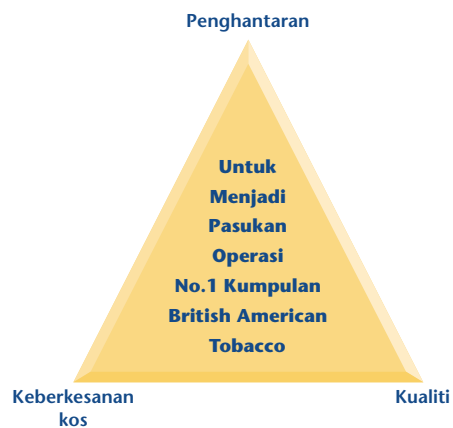 Penghantaran
Untuk
Menjadi
Pasukan
Operasi
No.1 Kumpulan
British American
Tobacco
Keberkesanan
kos
Kualiti